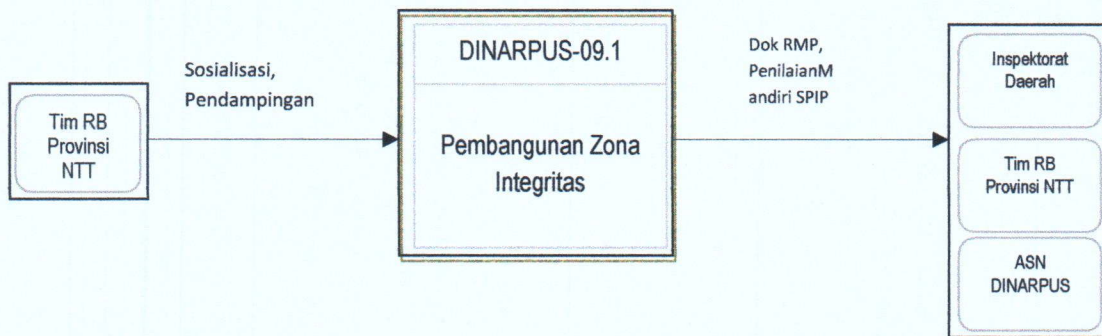 Tim RB
Provinsi
NTT
Sosialisasi,
Pendampingan
DINARPUS-09.1
Pembangunan Zona
Integritas
Dok RMP,
PenilaianM
andiri SPIP
Inspektorat
Daerah
Tim RB
Provinsi NTT
ASN
DINARPUS